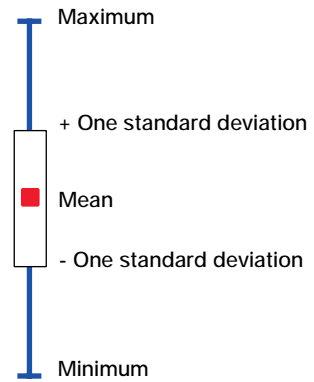 Maximum
+ One standard deviation
Mean
- One standard deviation
Minimum